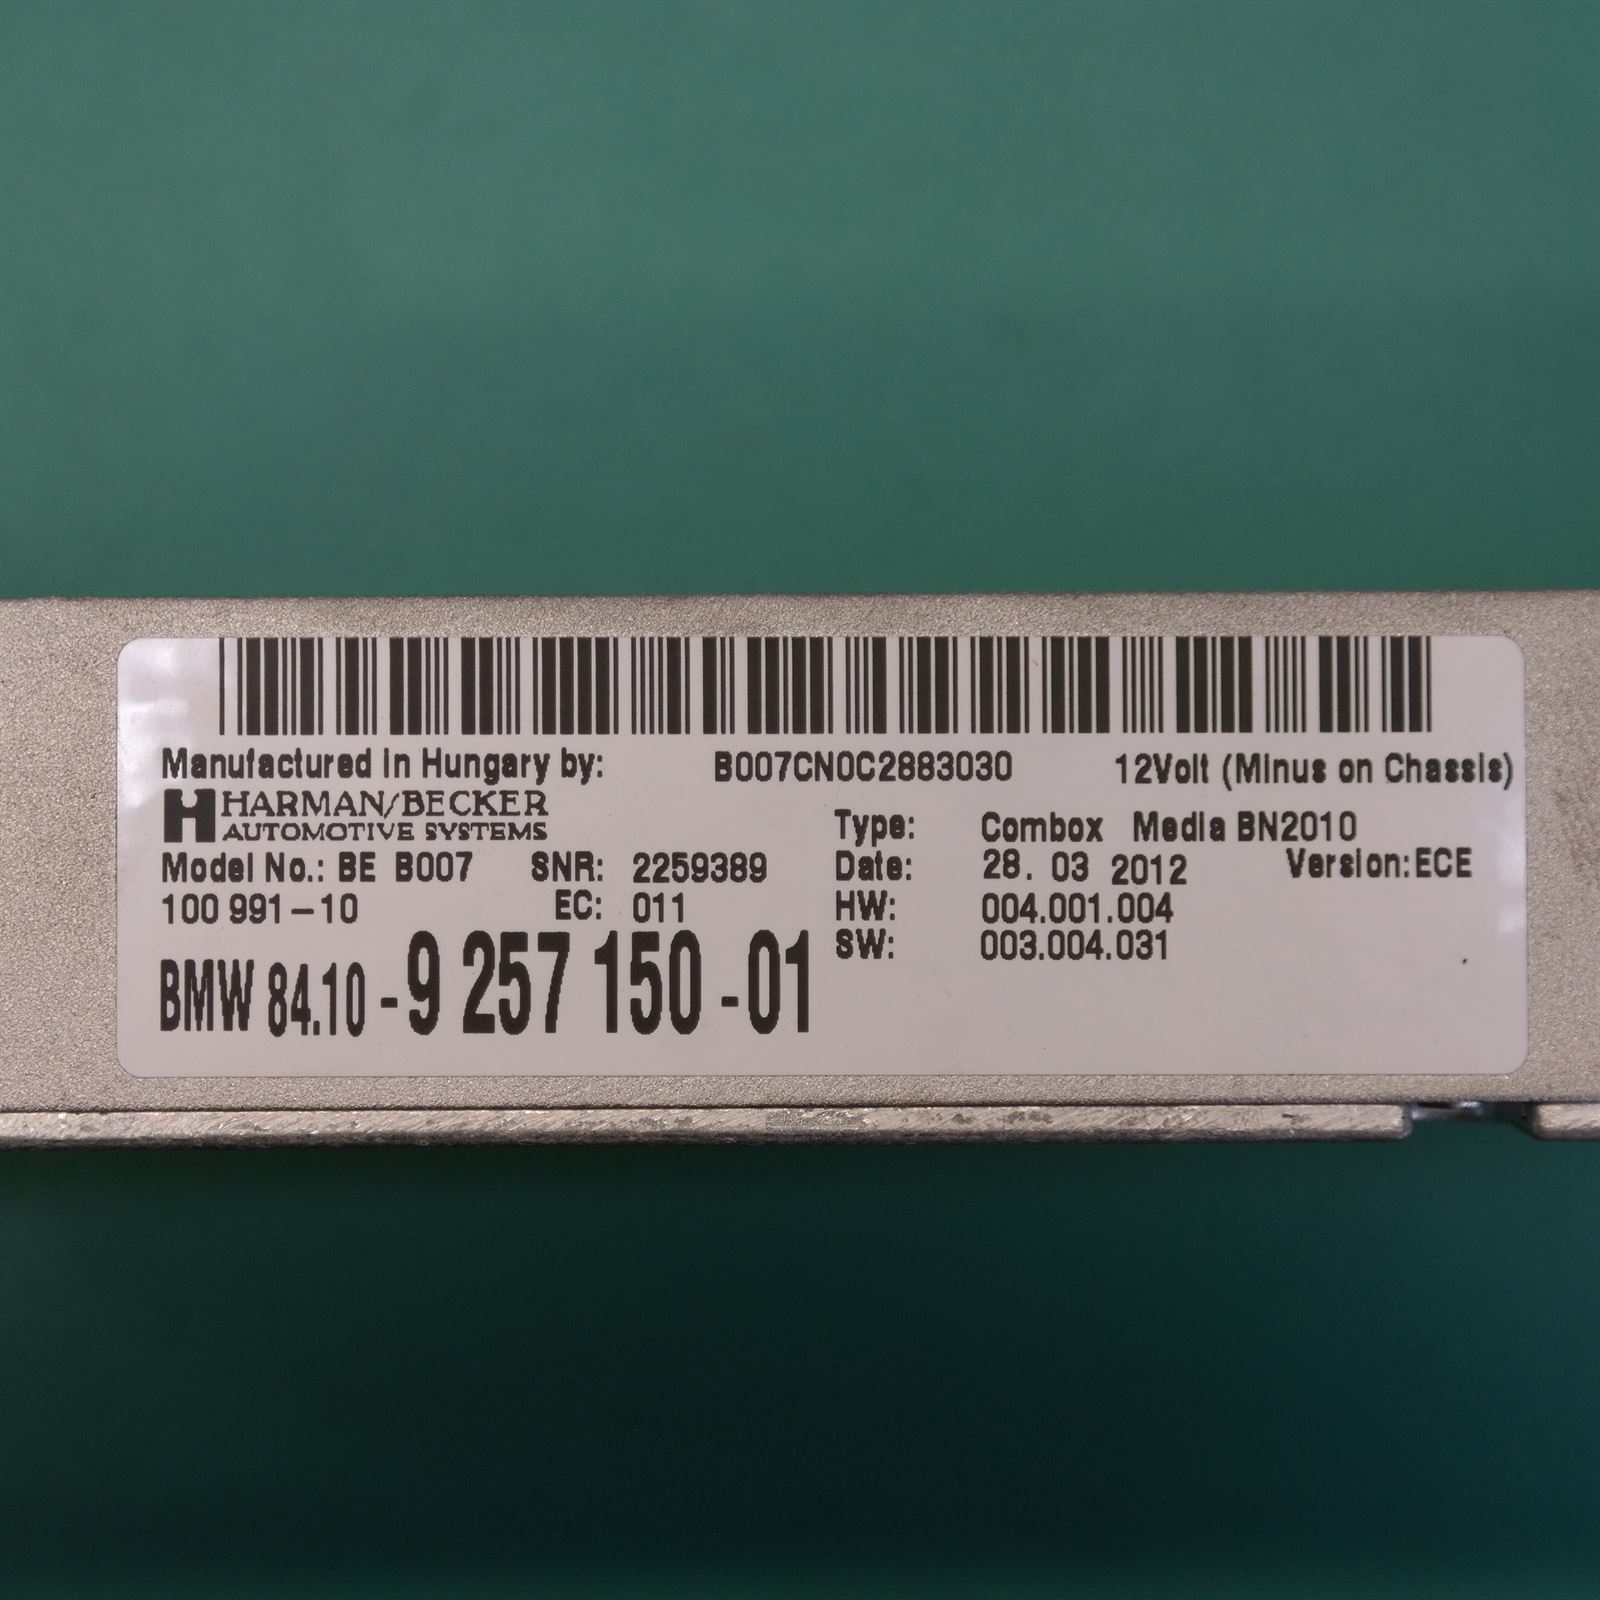 Manufactured in Hungary by: B007CN0C2883030 12Volt (Minus on Chassis)
HARMAN/BECKER
AUTOMOTIVE SYSTEMS
Type: Combox Media BN2010
Model No.: BE B007 SNR: 2259389 Date: 28. 03 2012 Version:ECE
100 991-10 EC: 011 HW: 004.001.004
SW: 003.004.031
BMW 84.10 - 9 257 150 - 01